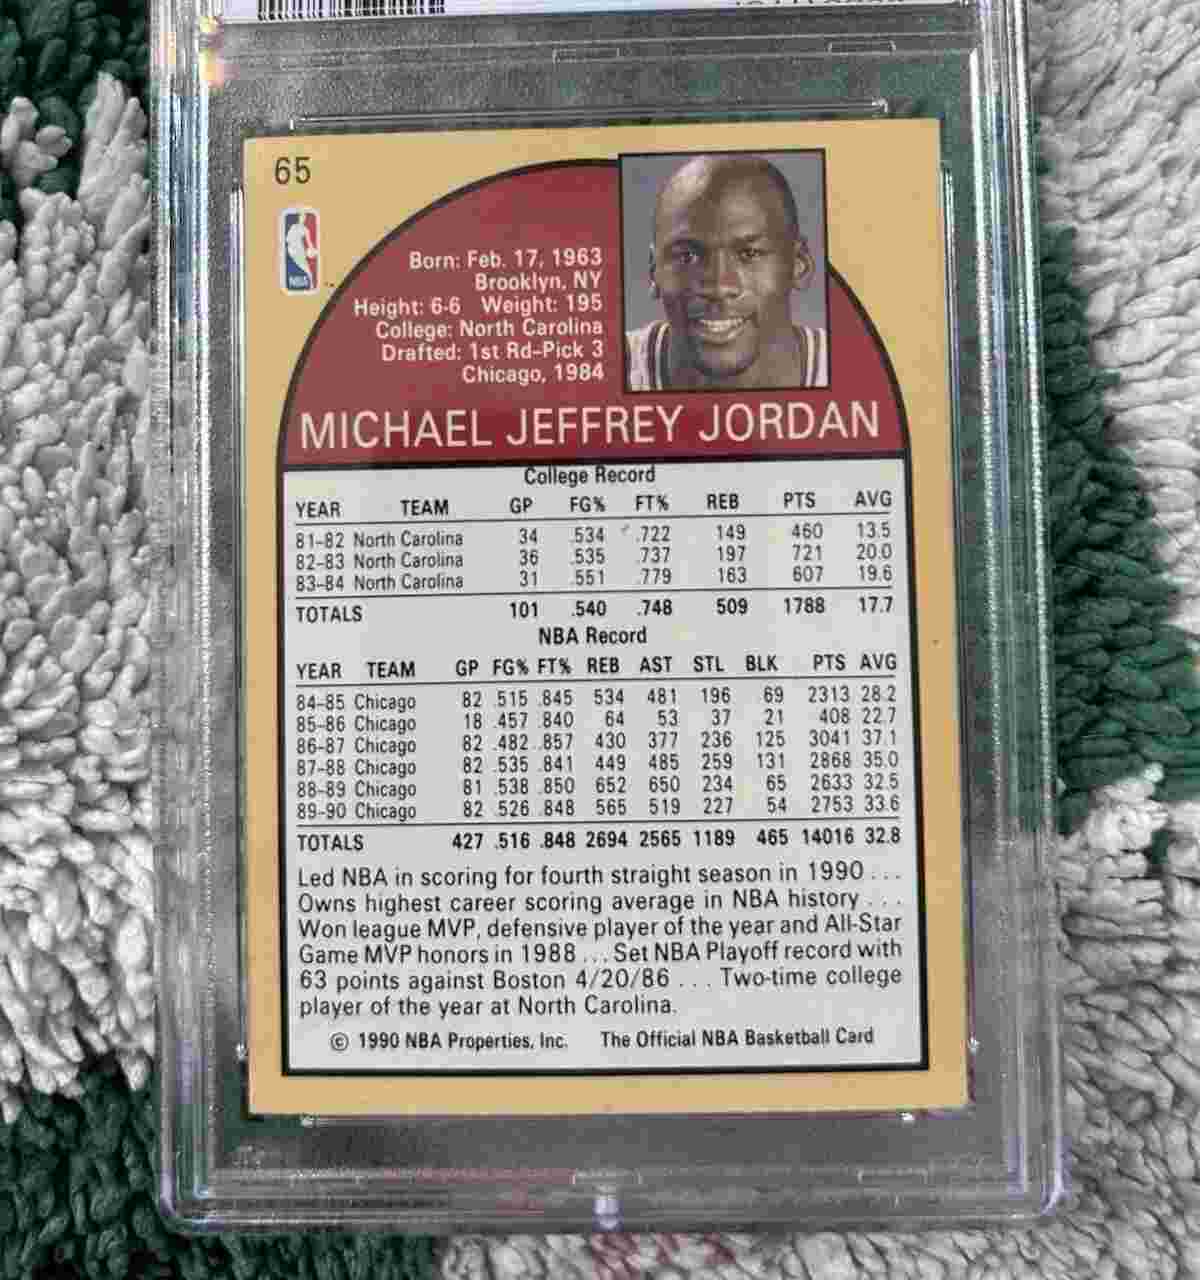 65
NBA
Born: Feb. 17, 1963
Brooklyn, NY
Height: 6-6 Weight: 195
College: North Carolina
Drafted: 1st Rd-Pick 3
Chicago, 1984
MICHAEL JEFFREY JORDAN
College Record
YEAR TEAM GP FG% FT% REB PTS AVG
81-82 North Carolina 34 .534 .722 149 460 13.5
82-83 North Carolina 36 .535 .737 197 721 20.0
83-84 North Carolina 31 .551 .779 163 607 19.6
TOTALS 101 .540 .748 509 1788 17.7
NBA Record
YEAR TEAM GP FG% FT% REB AST STL BLK PTS AVG
84-85 Chicago 82 .515 .845 534 481 196 69 2313 28.2
85-86 Chicago 18 .457 .840 64 53 37 21 408 22.7
86-87 Chicago 82 .482 .857 430 377 236 125 3041 37.1
87-88 Chicago 82 .535 .841 449 485 259 131 2868 35.0
88-89 Chicago 81 .538 .850 652 650 234 65 2633 32.5
89-90 Chicago 82 .526 .848 565 519 227 54 2753 33.6
TOTALS 427 .516 .848 2694 2565 1189 465 14016 32.8
Led NBA in scoring for fourth straight season in 1990 ...
Owns highest career scoring average in NBA history ...
Won league MVP, defensive player of the year and All-Star
Game MVP honors in 1988 ... Set NBA Playoff record with
63 points against Boston 4/20/86 ... Two-time college
player of the year at North Carolina.
© 1990 NBA Properties, Inc. The Official NBA Basketball Card